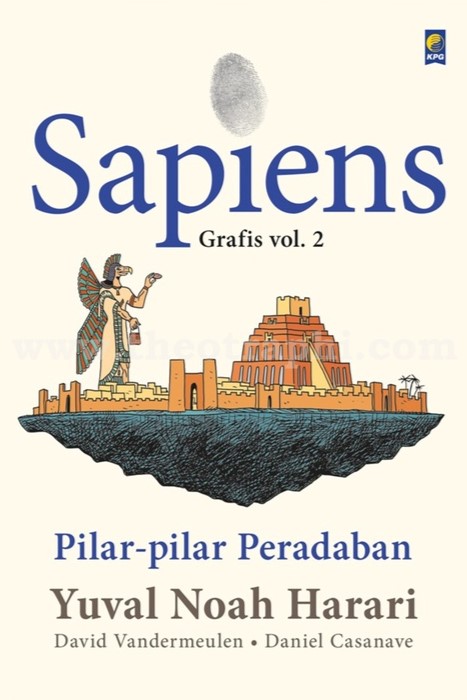 KPG
Sapiens
Grafis vol. 2
Pilar-pilar Peradaban
Yuval Noah Harari
David Vandermeulen • Daniel Casanave